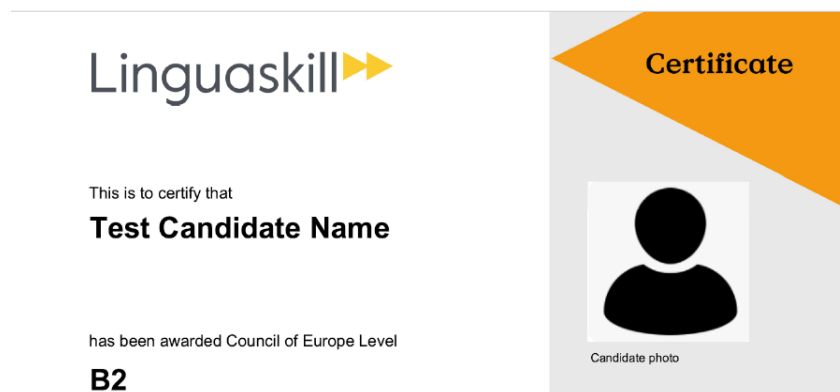 Linguaskill
Certificate
This is to certify that
Test Candidate Name
has been awarded Council of Europe Level
Candidate photo
B2